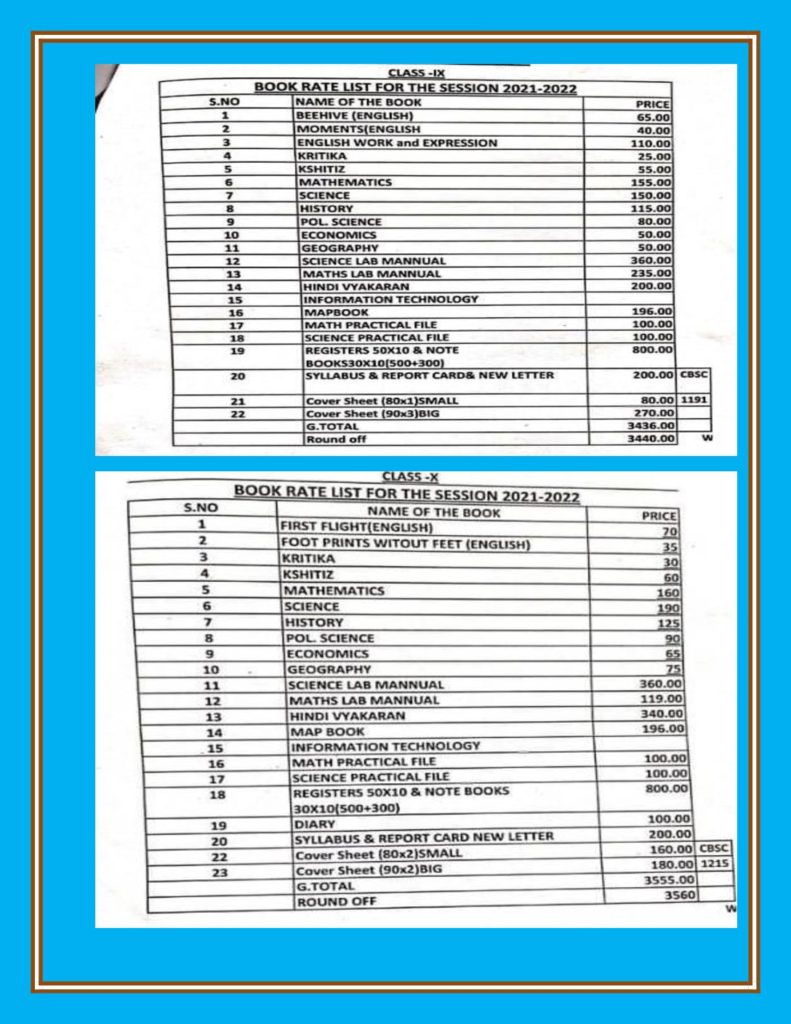 CLASS -IX
BOOK RATE LIST FOR THE SESSION 2021-2022
S.NO NAME OF THE BOOK PRICE
1 BEEHIVE (ENGLISH) 65.00
2 MOMENTS(ENGLISH 40.00
3 ENGLISH WORK and EXPRESSION 110.00
4 KRITIKA 25.00
5 KSHITIZ 55.00
6 MATHEMATICS 155.00
7 SCIENCE 150.00
8 HISTORY 115.00
9 POL. SCIENCE 80.00
10 ECONOMICS 50.00
11 GEOGRAPHY 50.00
12 SCIENCE LAB MANNUAL 360.00
13 MATHS LAB MANNUAL 235.00
14 HINDI VYAKARAN 200.00
15 INFORMATION TECHNOLOGY
16 MAPBOOK 196.00
17 MATH PRACTICAL FILE 100.00
18 SCIENCE PRACTICAL FILE 100.00
19 REGISTERS 50X10 & NOTE 800.00
BOOKS30X10(500+300)
20 SYLLABUS & REPORT CARD& NEW LETTER 200.00 CBSC
21 Cover Sheet (80x1)SMALL 80.00 1191
22 Cover Sheet (90x3)BIG 270.00
G.TOTAL 3436.00
Round off 3440.00 W
CLASS -X
BOOK RATE LIST FOR THE SESSION 2021-2022
S.NO NAME OF THE BOOK PRICE
1 FIRST FLIGHT(ENGLISH) 70
2 FOOT PRINTS WITOUT FEET (ENGLISH) 35
3 KRITIKA 30
4 KSHITIZ 60
5 MATHEMATICS 160
6 SCIENCE 190
7 HISTORY 125
8 POL. SCIENCE 90
9 ECONOMICS 65
10 GEOGRAPHY 75
11 SCIENCE LAB MANNUAL 360.00
12 MATHS LAB MANNUAL 119.00
13 HINDI VYAKARAN 340.00
14 MAP BOOK 196.00
15 INFORMATION TECHNOLOGY
16 MATH PRACTICAL FILE 100.00
17 SCIENCE PRACTICAL FILE 100.00
18 REGISTERS 50X10 & NOTE BOOKS 800.00
30X10(500+300)
19 DIARY 100.00
20 SYLLABUS & REPORT CARD NEW LETTER 200.00
22 Cover Sheet (80x2)SMALL 160.00 CBSC
23 Cover Sheet (90x2)BIG 180.00 1215
G.TOTAL 3555.00
ROUND OFF 3560
W